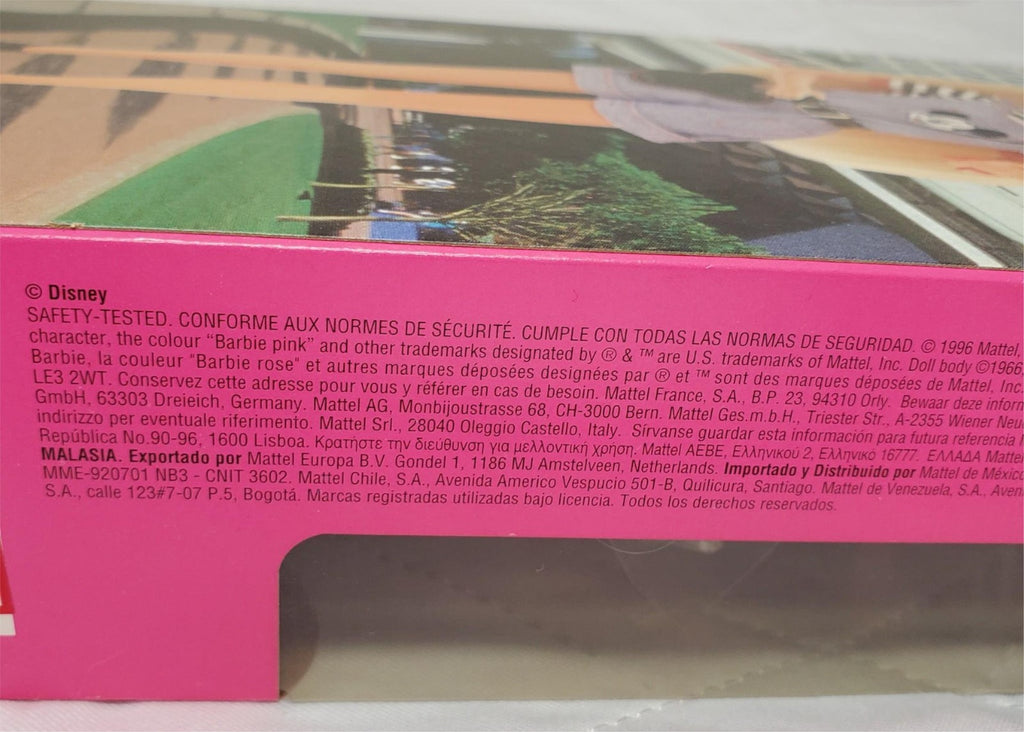 © Disney
SAFETY-TESTED. CONFORME AUX NORMES DE SÉCURITÉ. CUMPLE CON TODAS LAS NORMAS DE SEGURIDAD. © 1996 Mattel,
character, the colour "Barbie pink" and other trademarks designated by ® & ™ are U.S. trademarks of Mattel, Inc. Doll body ©1966
Barbie, la couleur "Barbie rose" et autres marques déposées désignées par ® et ™ sont des marques déposées de Mattel, Inc.
LE3 2WT. Conservez cette adresse pour vous y référer en cas de besoin. Mattel France, S.A., B.P. 23, 94310 Orly. Bewaar deze inform
GmbH, 63303 Dreieich, Germany. Mattel AG, Monbijoustrasse 68, CH-3000 Bern. Mattel Ges.m.b.H., Triester Str., A-2355 Wiener Neu
indirizzo per eventuale riferimento. Mattel Srl., 28040 Oleggio Castello, Italy. Sírvanse guardar esta información para futura referencia
República No.90-96, 1600 Lisboa. Κρατήστε την διεύθυνση για μελλοντική χρήση. Mattel AEBE, Ελληνικού 2, Ελληνικό 16777. ΕΛΛΑΔΑ Mattel
MALASIA. Exportado por Mattel Europa B.V. Gondel 1, 1186 MJ Amstelveen, Netherlands. Importado y Distribuido por Mattel de México
MME-920701 NB3 - CNIT 3602. Mattel Chile, S.A., Avenida Americo Vespucio 501-B, Quilicura, Santiago. Mattel de Venezuela, S.A., Aven
S.A., calle 123#7-07 P.5, Bogotá. Marcas registradas utilizadas bajo licencia. Todos los derechos reservados.